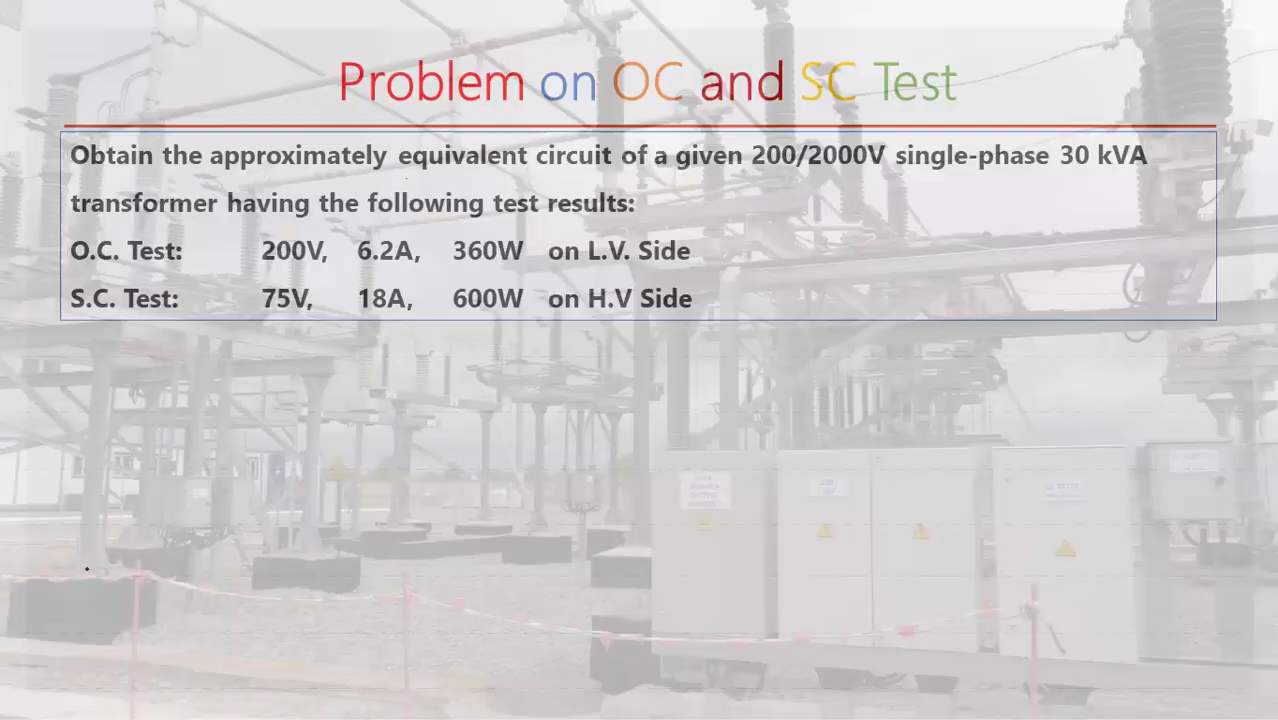 Problem on OC and SC Test
Obtain the approximately equivalent circuit of a given 200/2000V single-phase 30 kVA
transformer having the following test results:
O.C. Test: 200V, 6.2A, 360W on L.V. Side
S.C. Test: 75V, 18A, 600W on H.V Side